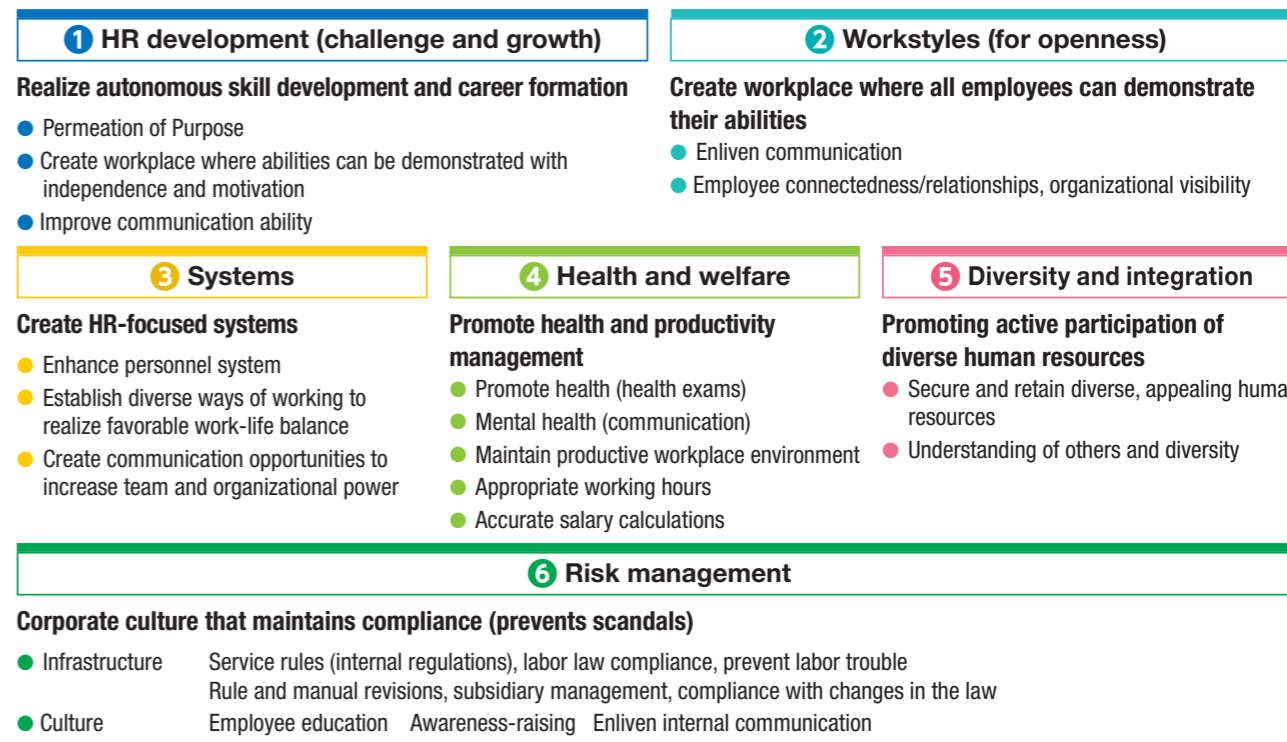 1 HR development (challenge and growth)
Realize autonomous skill development and career formation
● Permeation of Purpose
● Create workplace where abilities can be demonstrated with
independence and motivation
● Improve communication ability
2 Workstyles (for openness)
Create workplace where all employees can demonstrate
their abilities
● Enliven communication
● Employee connectedness/relationships, organizational visibility
3 Systems
Create HR-focused systems
● Enhance personnel system
● Establish diverse ways of working to
realize favorable work-life balance
● Create communication opportunities to
increase team and organizational power
4 Health and welfare
Promote health and productivity
management
● Promote health (health exams)
● Mental health (communication)
● Maintain productive workplace environment
● Appropriate working hours
● Accurate salary calculations
5 Diversity and integration
Promoting active participation of
diverse human resources
● Secure and retain diverse, appealing huma
resources
● Understanding of others and diversity
6 Risk management
Corporate culture that maintains compliance (prevents scandals)
● Infrastructure Service rules (internal regulations), labor law compliance, prevent labor trouble
Rule and manual revisions, subsidiary management, compliance with changes in the law
● Culture Employee education Awareness-raising Enliven internal communication